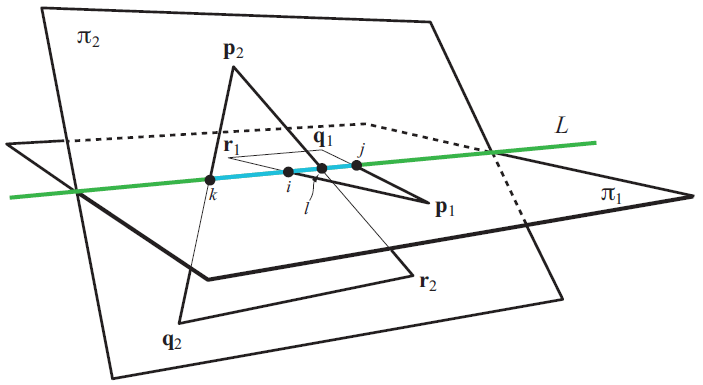 π₂
p₂
L
r₁
q₁
j
k
i
l
p₁
π₁
r₂
q₂